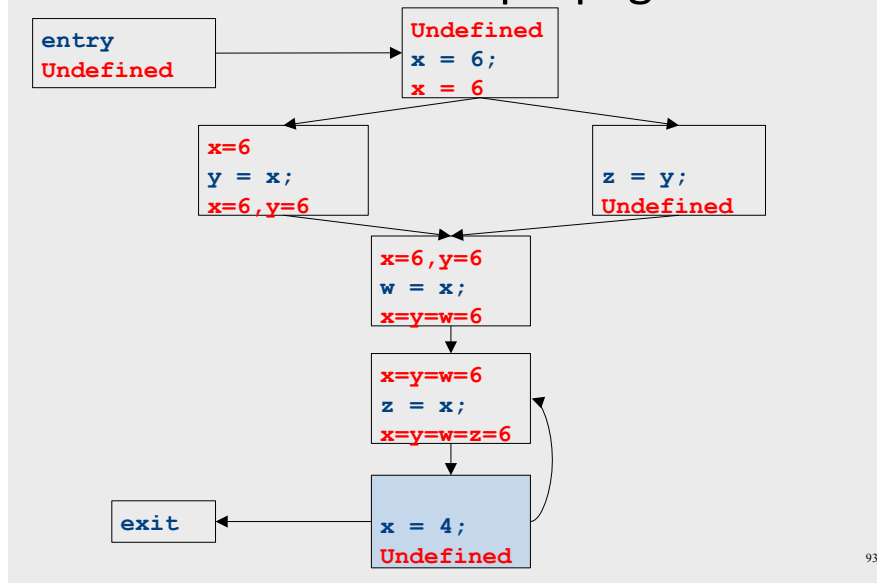 entry
Undefined
Undefined
x = 6;
x = 6
x=6
y = x;
x=6,y=6
z = y;
Undefined
x=6,y=6
w = x;
x=y=w=6
x=y=w=6
z = x;
x=y=w=z=6
exit
x = 4;
Undefined
93